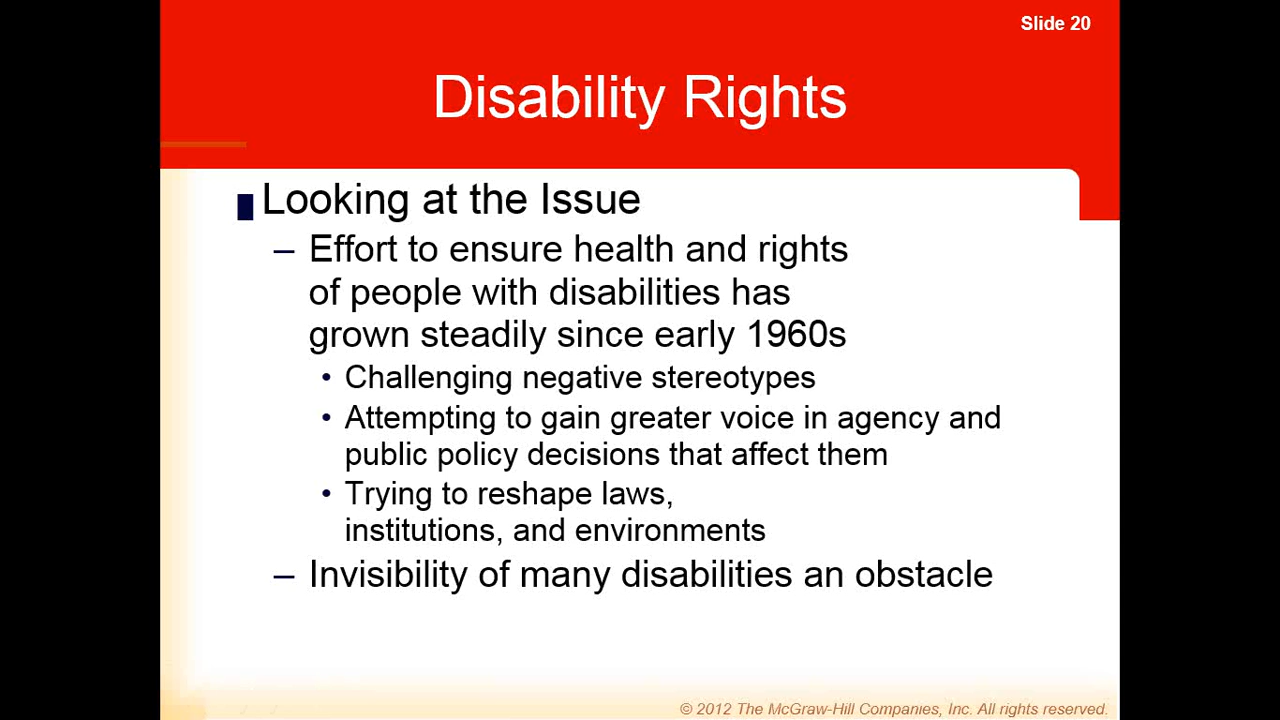 Slide 20
Disability Rights
Looking at the Issue
– Effort to ensure health and rights
of people with disabilities has
grown steadily since early 1960s
• Challenging negative stereotypes
• Attempting to gain greater voice in agency and
public policy decisions that affect them
• Trying to reshape laws,
institutions, and environments
– Invisibility of many disabilities an obstacle
© 2012 The McGraw-Hill Companies, Inc. All rights reserved.